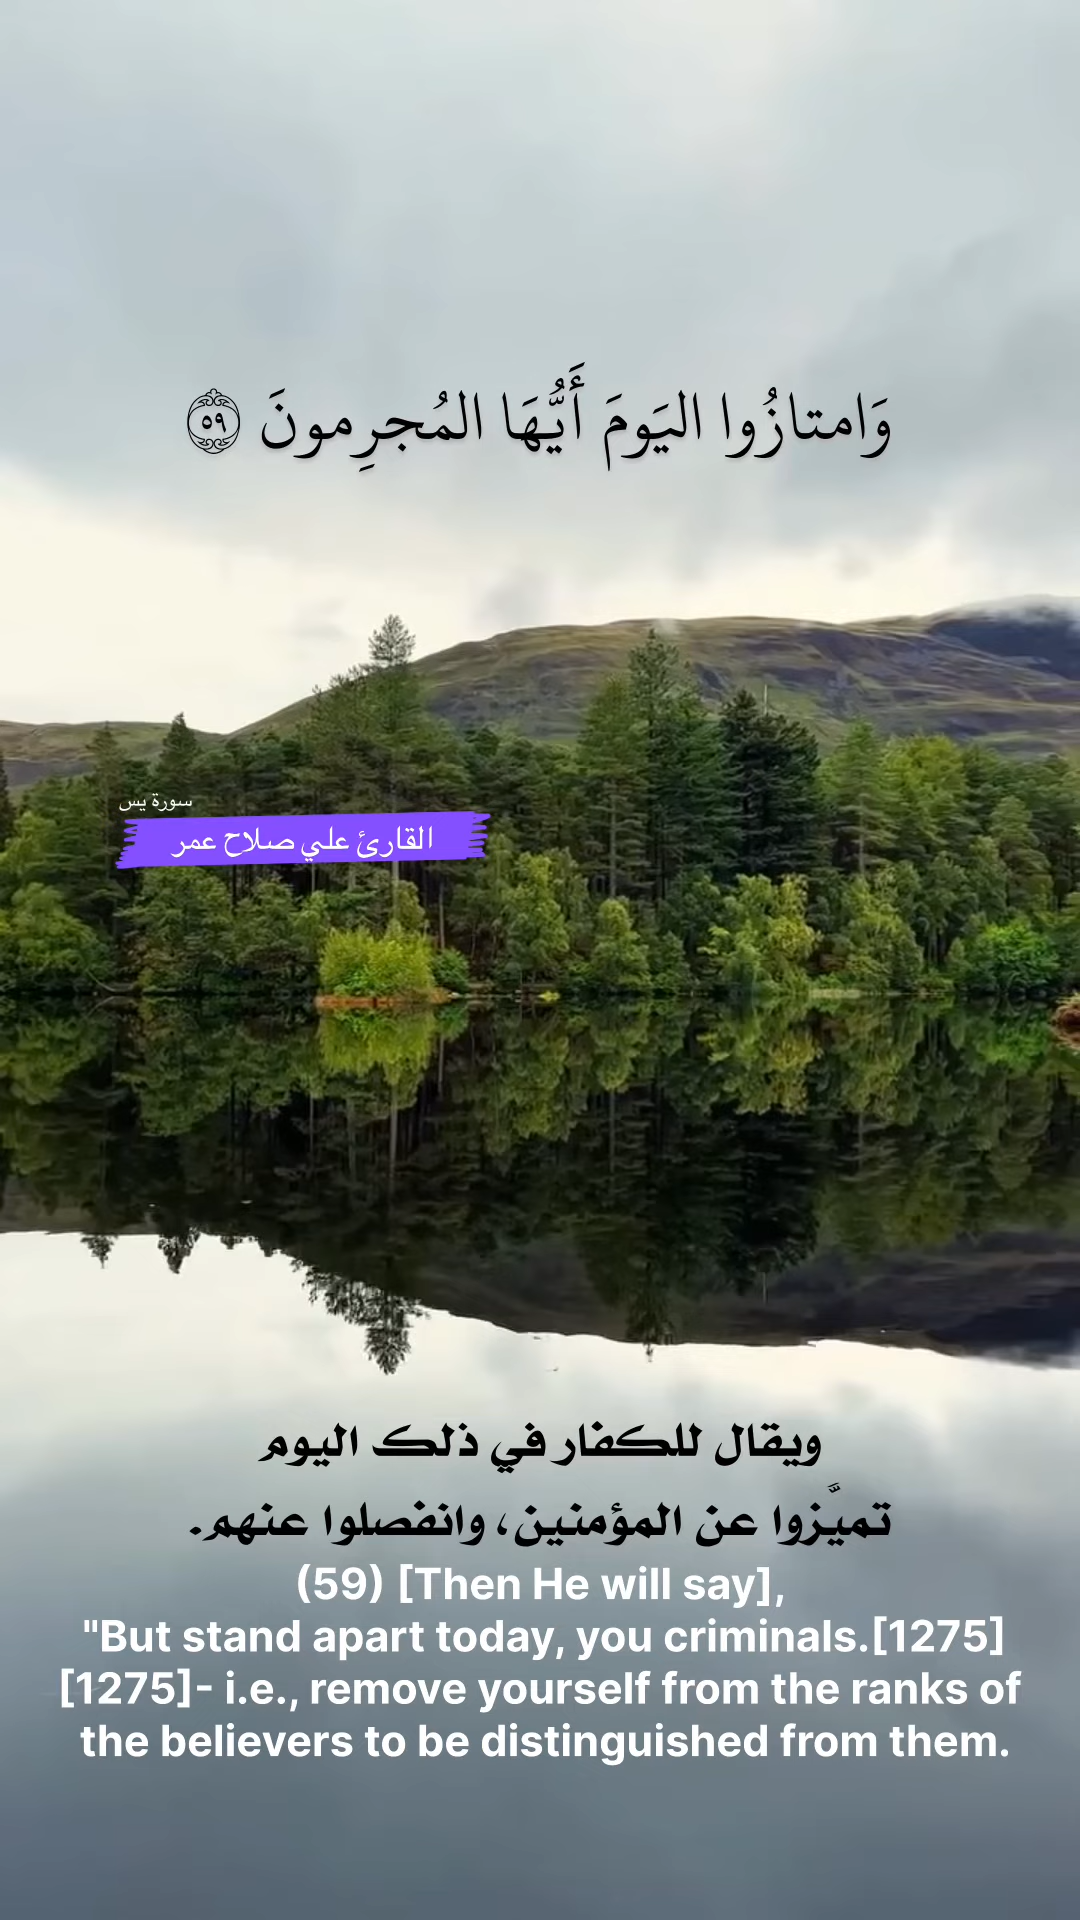 وَامتازُوا اليَومَ أَيُّهَا المُجرِمونَ ٥٩
سورة يس
القارئ علي صلاح عمر
ويقال للكفار في ذلك اليوم
تميَّزوا عن المؤمنين، وانفصلوا عنهم.
(59) [Then He will say],
"But stand apart today, you criminals.[1275]
[1275]- i.e., remove yourself from the ranks of
the believers to be distinguished from them.